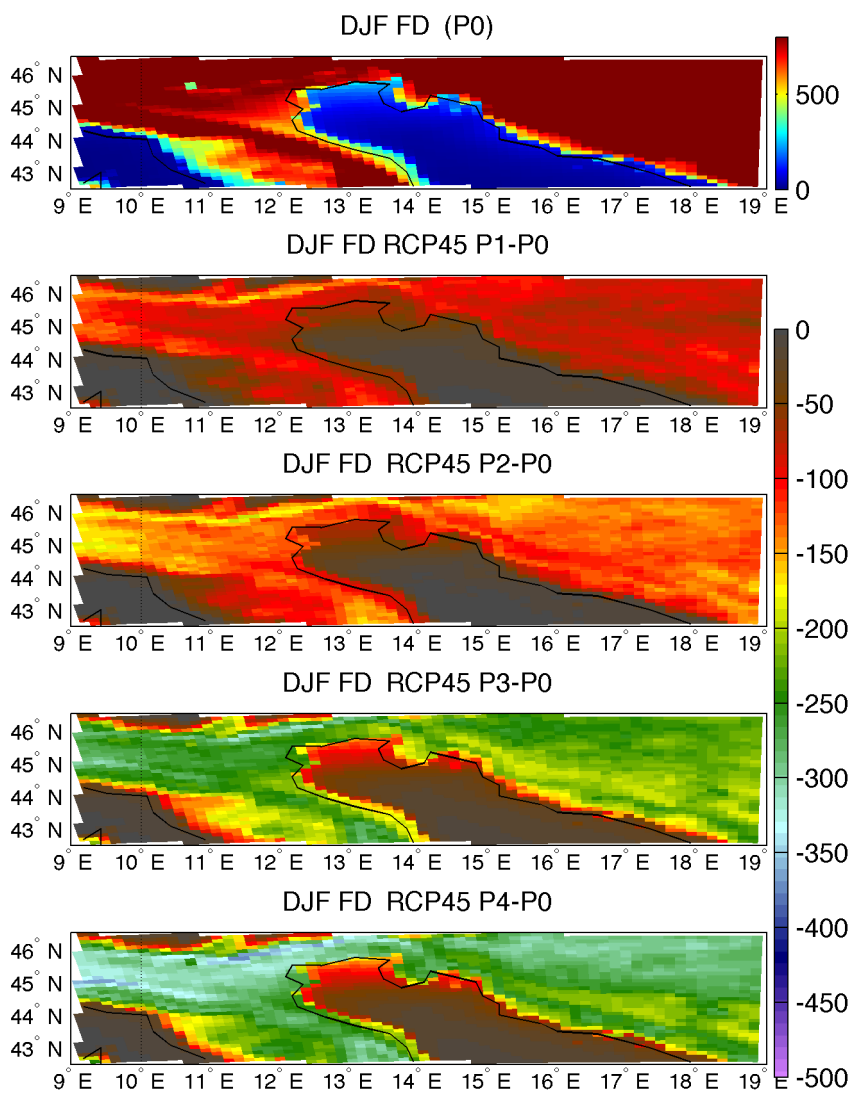 DJF FD (P0)
46° N
45° N
44° N
43° N
9° E 10° E 11° E 12° E 13° E 14° E 15° E 16° E 17° E 18° E 19° E
500
0
DJF FD RCP45 P1-P0
46° N
45° N
44° N
43° N
9° E 10° E 11° E 12° E 13° E 14° E 15° E 16° E 17° E 18° E 19°
DJF FD RCP45 P2-P0
46° N
45° N
44° N
43° N
9° E 10° E 11° E 12° E 13° E 14° E 15° E 16° E 17° E 18° E 19°
DJF FD RCP45 P3-P0
46° N
45° N
44° N
43° N
9° E 10° E 11° E 12° E 13° E 14° E 15° E 16° E 17° E 18° E 19°
DJF FD RCP45 P4-P0
46° N
45° N
44° N
43° N
9° E 10° E 11° E 12° E 13° E 14° E 15° E 16° E 17° E 18° E 19° E
0
-50
-100
-150
-200
-250
-300
-350
-400
-450
-500